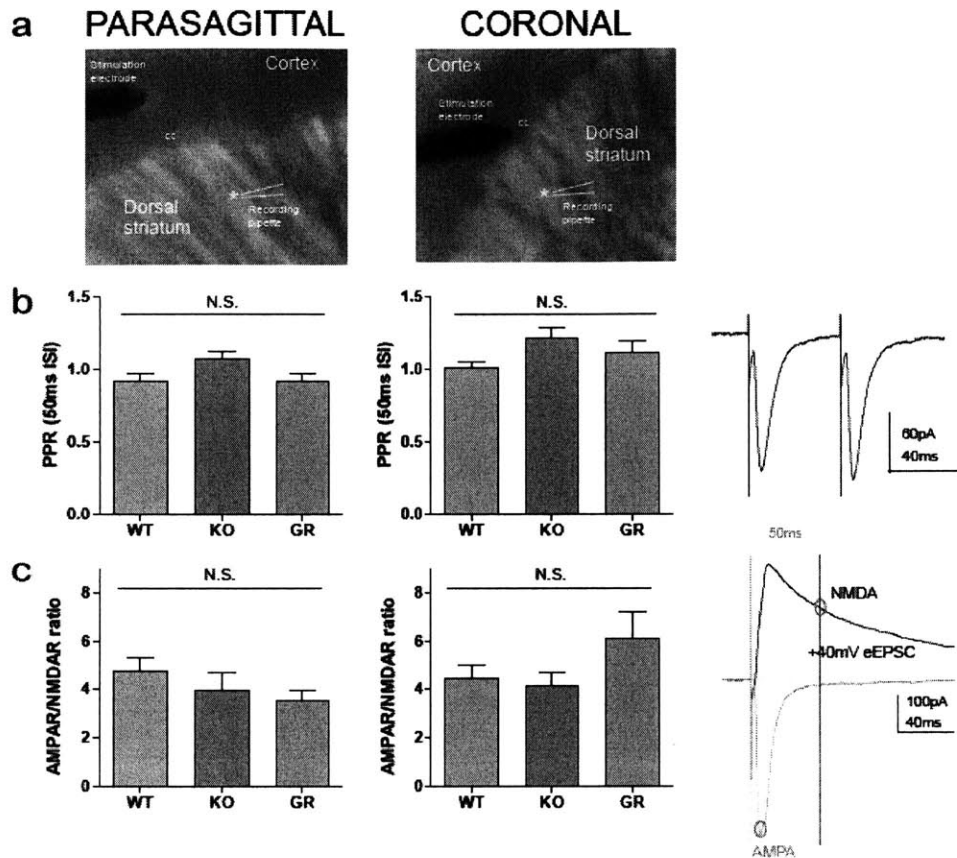 a
PARASAGITTAL
CORONAL
Stimulation
electrode
Cortex
cc
Dorsal
striatum
Recording
pipette
Cortex
Stimulation
electrode
cc
Dorsal
striatum
Recording
pipette
b
N.S.
PPR (50ms ISI)
1.5
1.0
0.5
0.0
WT
KO
GR
N.S.
PPR (50ms ISI)
1.5
1.0
0.5
0.0
WT
KO
GR
60pA
40ms
c
N.S.
AMPAR/NMDAR ratio
8
6
4
2
0
WT
KO
GR
N.S.
AMPAR/NMDAR ratio
8
6
4
2
0
WT
KO
GR
50ms
NMDA
+40mV eEPSC
100pA
40ms
AMPA